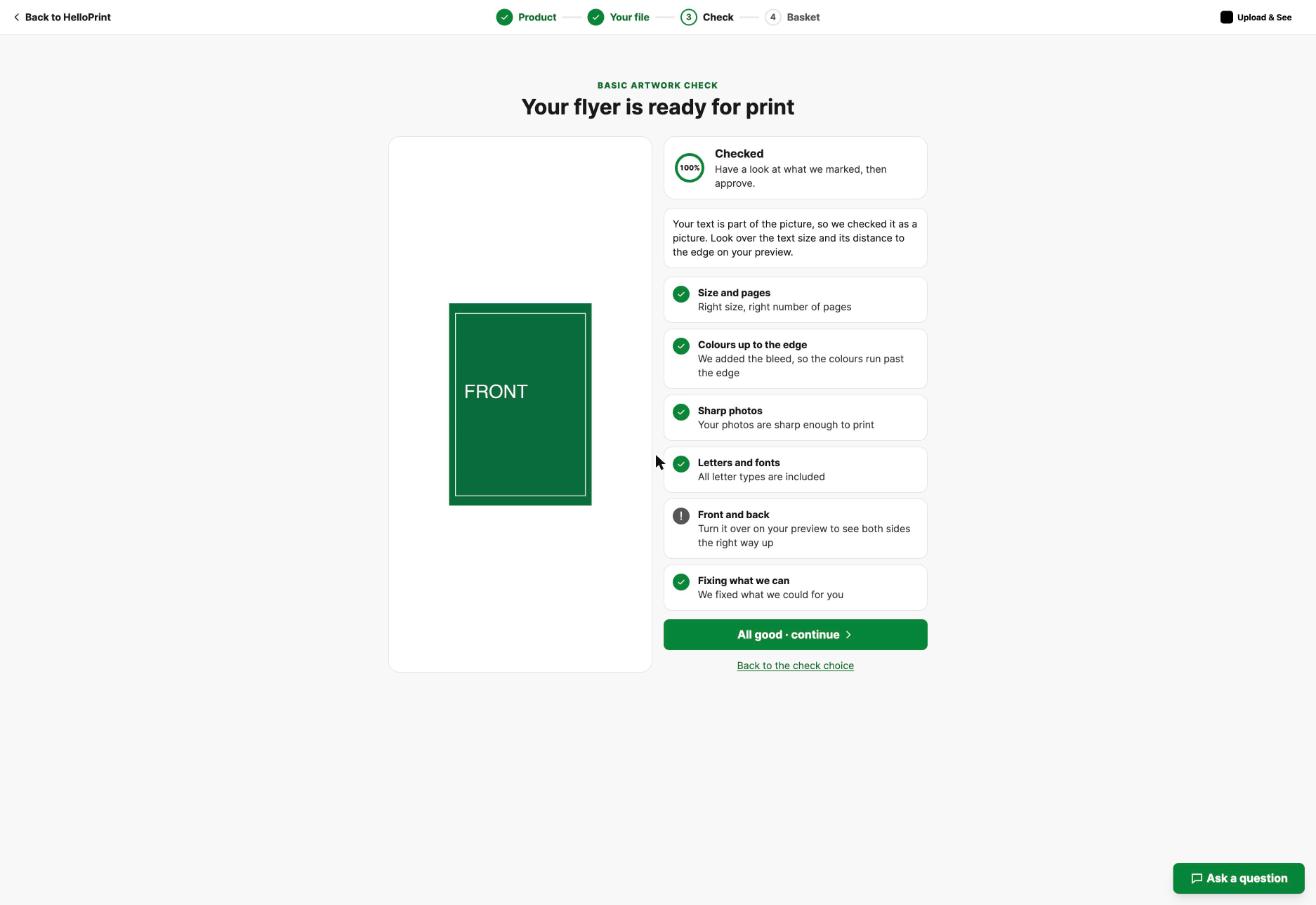 Back to HelloPrint
Product
Your file
3
Check
4
Basket
Upload & See
BASIC ARTWORK CHECK
Your flyer is ready for print
FRONT
100%
Checked
Have a look at what we marked, then
approve.
Your text is part of the picture, so we checked it as a
picture. Look over the text size and its distance to
the edge on your preview.
Size and pages
Right size, right number of pages
Colours up to the edge
We added the bleed, so the colours run past
the edge
Sharp photos
Your photos are sharp enough to print
Letters and fonts
All letter types are included
!
Front and back
Turn it over on your preview to see both sides
the right way up
Fixing what we can
We fixed what we could for you
All good · continue
Back to the check choice
Ask a question